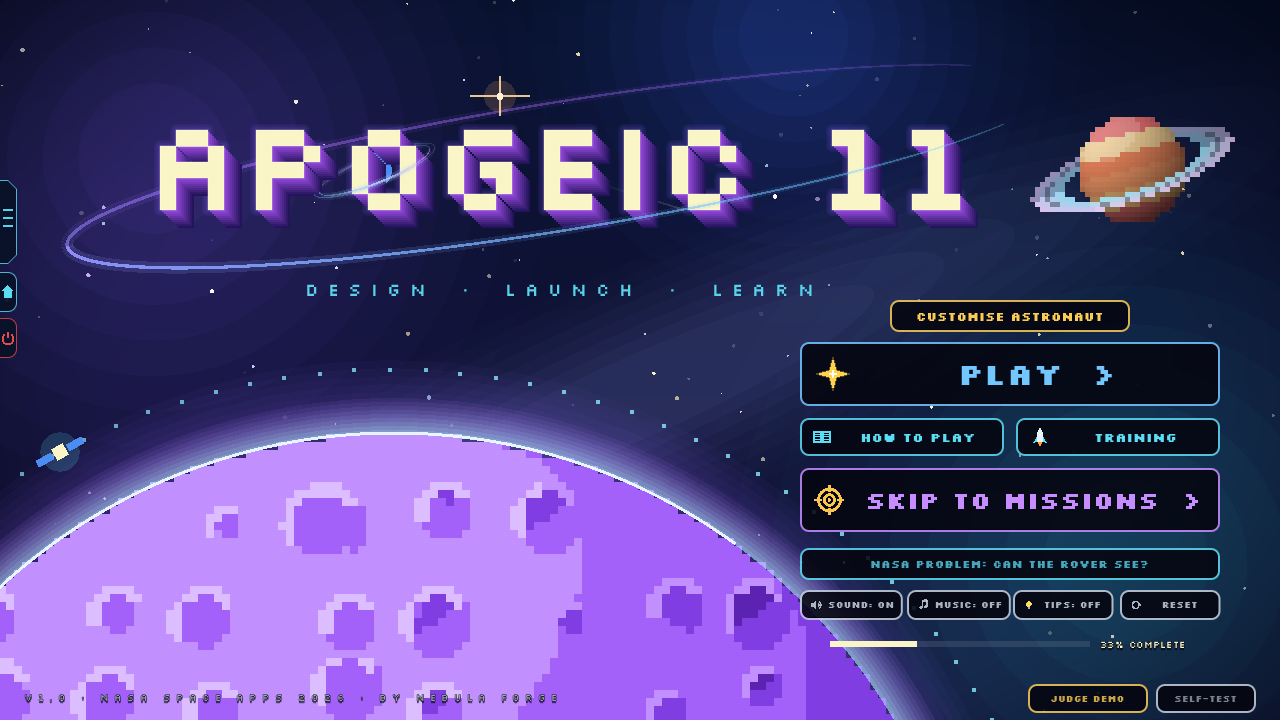 APOGEIC 11
DESIGN · LAUNCH · LEARN
CUSTOMISE ASTRONAUT
PLAY >
HOW TO PLAY
TRAINING
SKIP TO MISSIONS >
NASA PROBLEM: CAN THE ROVER SEE?
SOUND: ON
MUSIC: OFF
TIPS: OFF
RESET
33% COMPLETE
V1.0 · NASA SPACE APPS 2026 · BY NEBULA FORGE
JUDGE DEMO
SELF-TEST